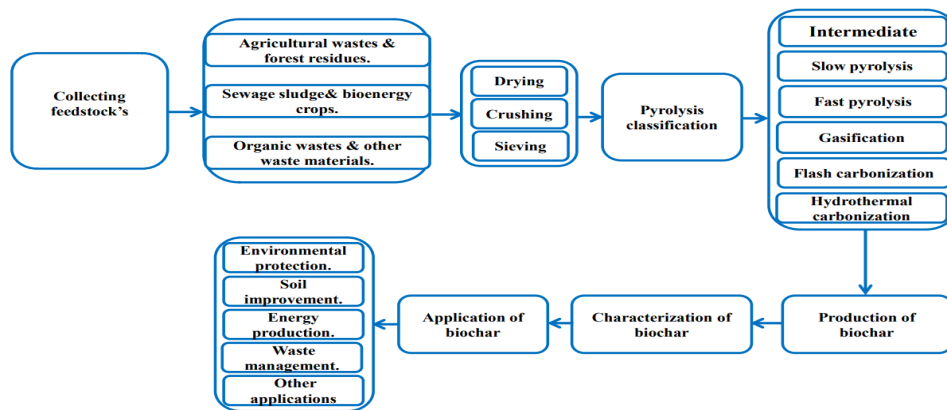 Collecting
feedstock's
Agricultural wastes &
forest residues.
Sewage sludge& bioenergy
crops.
Organic wastes & other
waste materials.
Drying
Crushing
Sieving
Pyrolysis
classification
Intermediate
Slow pyrolysis
Fast pyrolysis
Gasification
Flash carbonization
Hydrothermal
carbonization
Production of
biochar
Characterization of
biochar
Application of
biochar
Environmental
protection.
Soil
improvement.
Energy
production.
Waste
management.
Other
applications